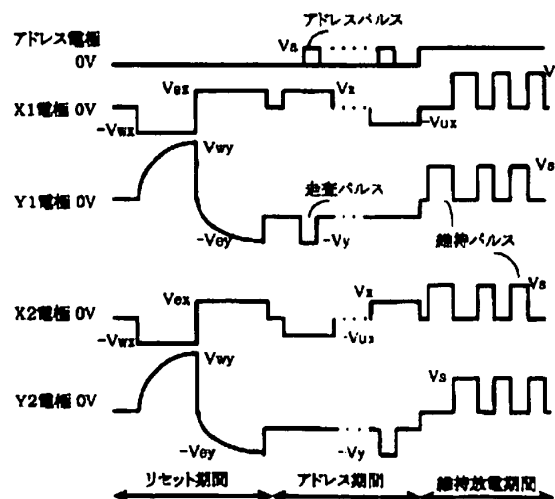 アドレスパルス
アドレス電極
0V
Va
X1電極 0V
Vex
Vx
V
-Vwx
-Vux
Vwy
Y1電極 0V
走査パルス
Vs
-Vey
-Vy
維持パルス
X2電極 0V
Vex
Vx
Vs
-Vwx
-Vux
Vwy
Y2電極 0V
Vs
-Vey
-Vy
リセット期間
アドレス期間
維持放電期間